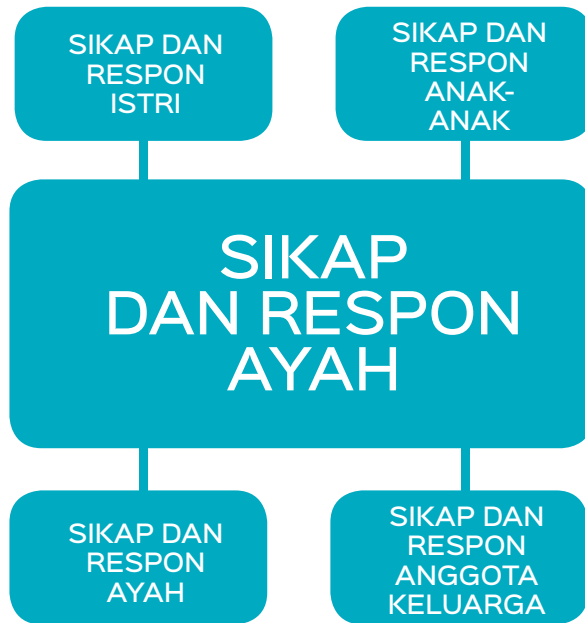 SIKAP DAN
RESPON
ISTRI
SIKAP DAN
RESPON
ANAK-
ANAK
SIKAP
DAN RESPON
AYAH
SIKAP DAN
RESPON
AYAH
SIKAP DAN
RESPON
ANGGOTA
KELUARGA